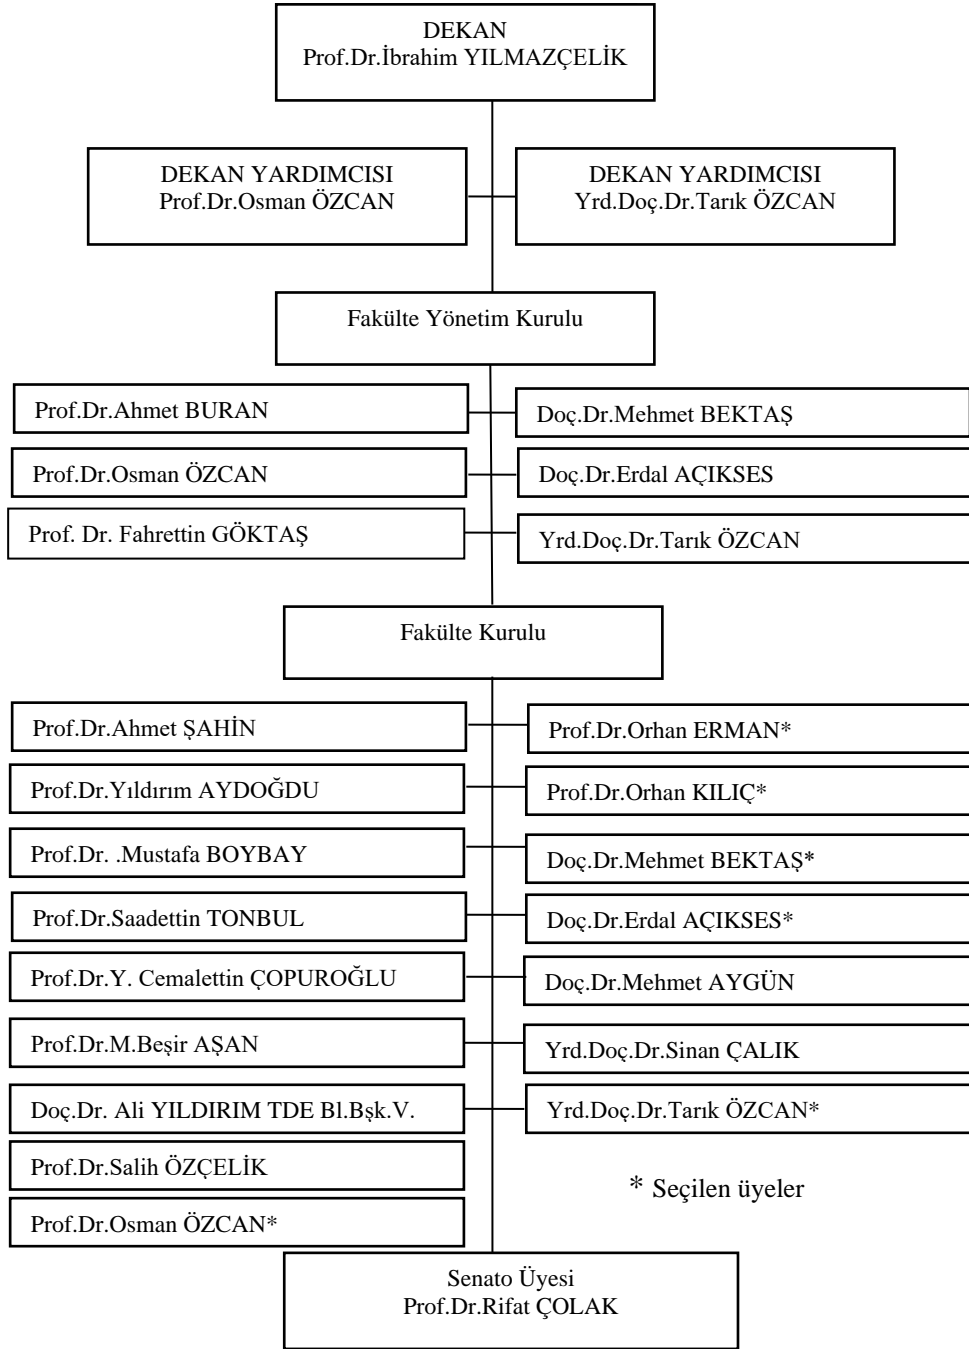 DEKAN
Prof.Dr.İbrahim YILMAZÇELİK
DEKAN YARDIMCISI
Prof.Dr.Osman ÖZCAN
DEKAN YARDIMCISI
Yrd.Doç.Dr.Tarık ÖZCAN
Fakülte Yönetim Kurulu
Prof.Dr.Ahmet BURAN
Doç.Dr.Mehmet BEKTAŞ
Prof.Dr.Osman ÖZCAN
Doç.Dr.Erdal AÇIKSES
Prof. Dr. Fahrettin GÖKTAŞ
Yrd.Doç.Dr.Tarık ÖZCAN
Fakülte Kurulu
Prof.Dr.Ahmet ŞAHİN
Prof.Dr.Orhan ERMAN*
Prof.Dr.Yıldırım AYDOĞDU
Prof.Dr.Orhan KILIÇ*
Prof.Dr. .Mustafa BOYBAY
Doç.Dr.Mehmet BEKTAŞ*
Prof.Dr.Saadettin TONBUL
Doç.Dr.Erdal AÇIKSES*
Prof.Dr.Y. Cemalettin ÇOPUROĞLU
Doç.Dr.Mehmet AYGÜN
Prof.Dr.M.Beşir AŞAN
Yrd.Doç.Dr.Sinan ÇALIK
Doç.Dr. Ali YILDIRIM TDE Bl.Bşk.V.
Yrd.Doç.Dr.Tarık ÖZCAN*
Prof.Dr.Salih ÖZÇELİK
* Seçilen üyeler
Prof.Dr.Osman ÖZCAN*
Senato Üyesi
Prof.Dr.Rifat ÇOLAK